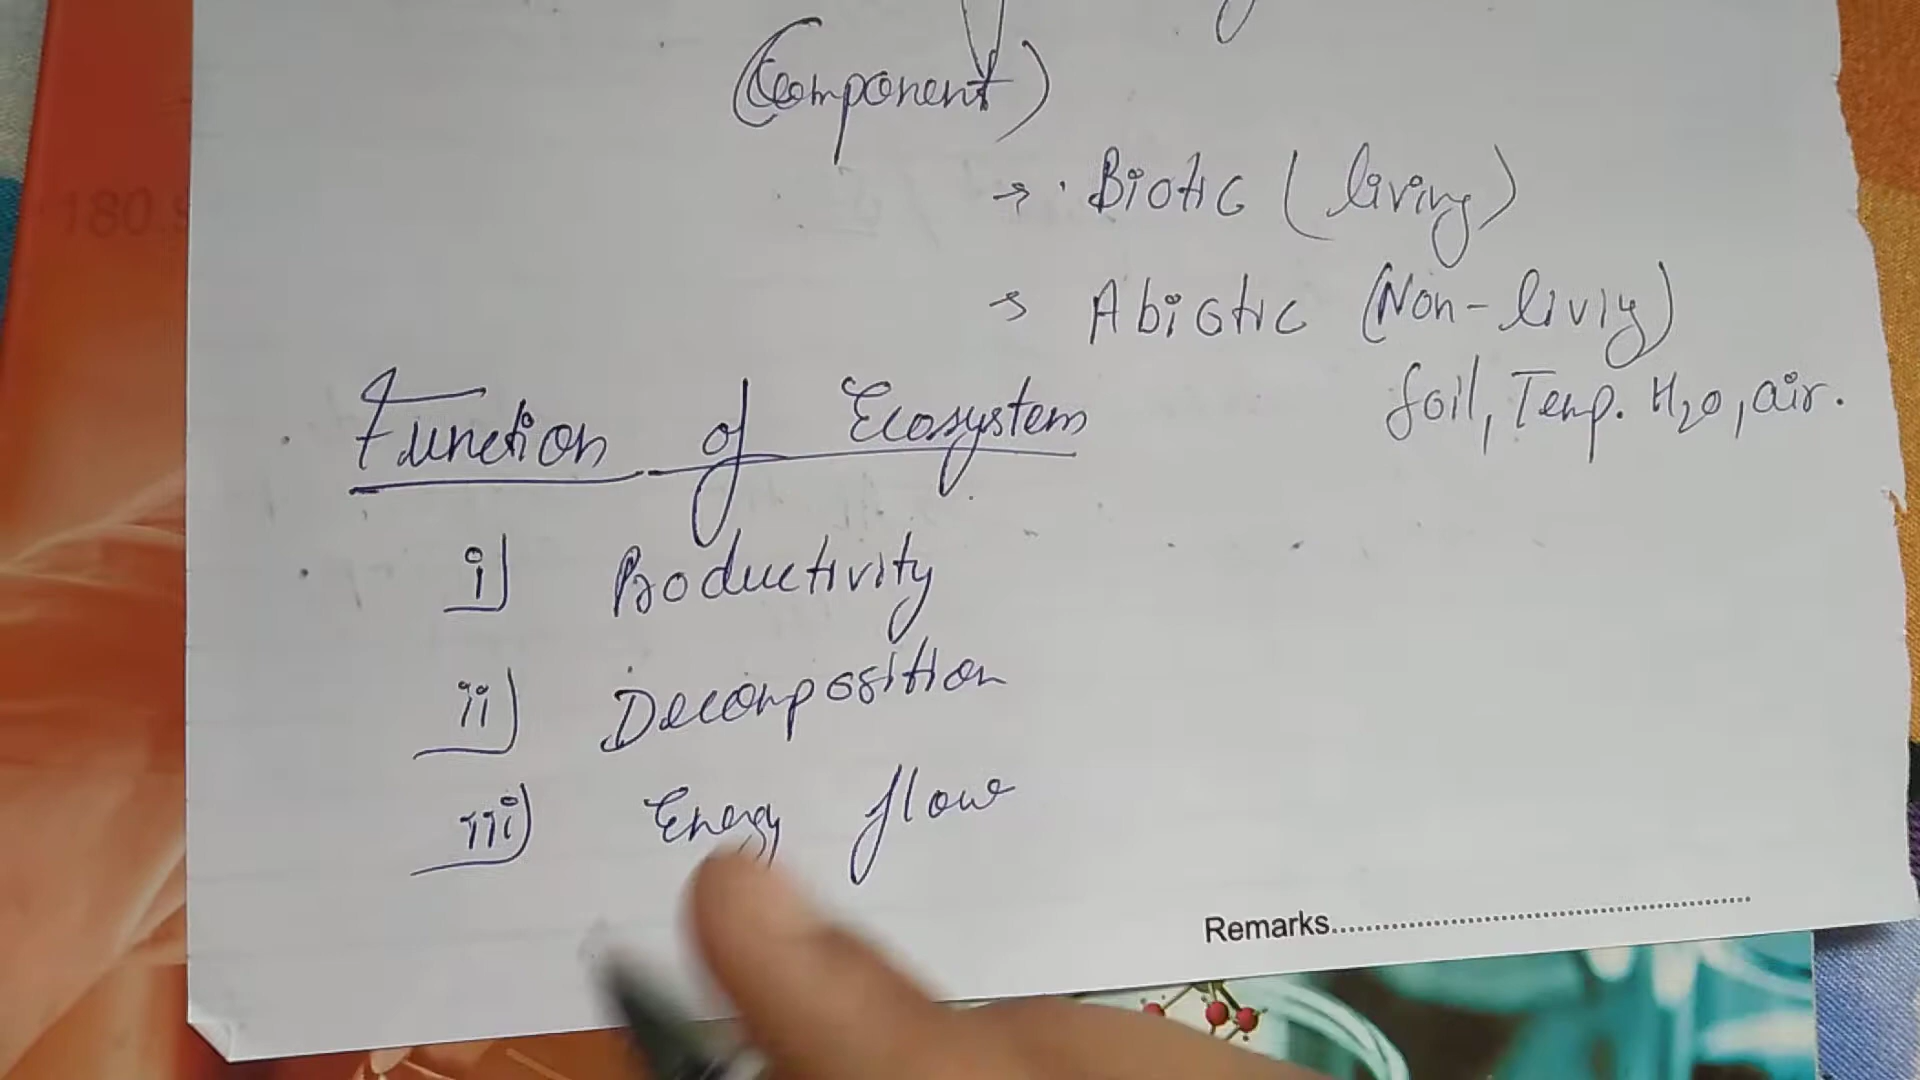 (Component)
→ Biotic (living)
→ Abiotic (Non-living)
Soil, Temp. H2O, air.
Function of Ecosystem
i) Productivity
ii) Decomposition
iii) Energy flow
Remarks
180.